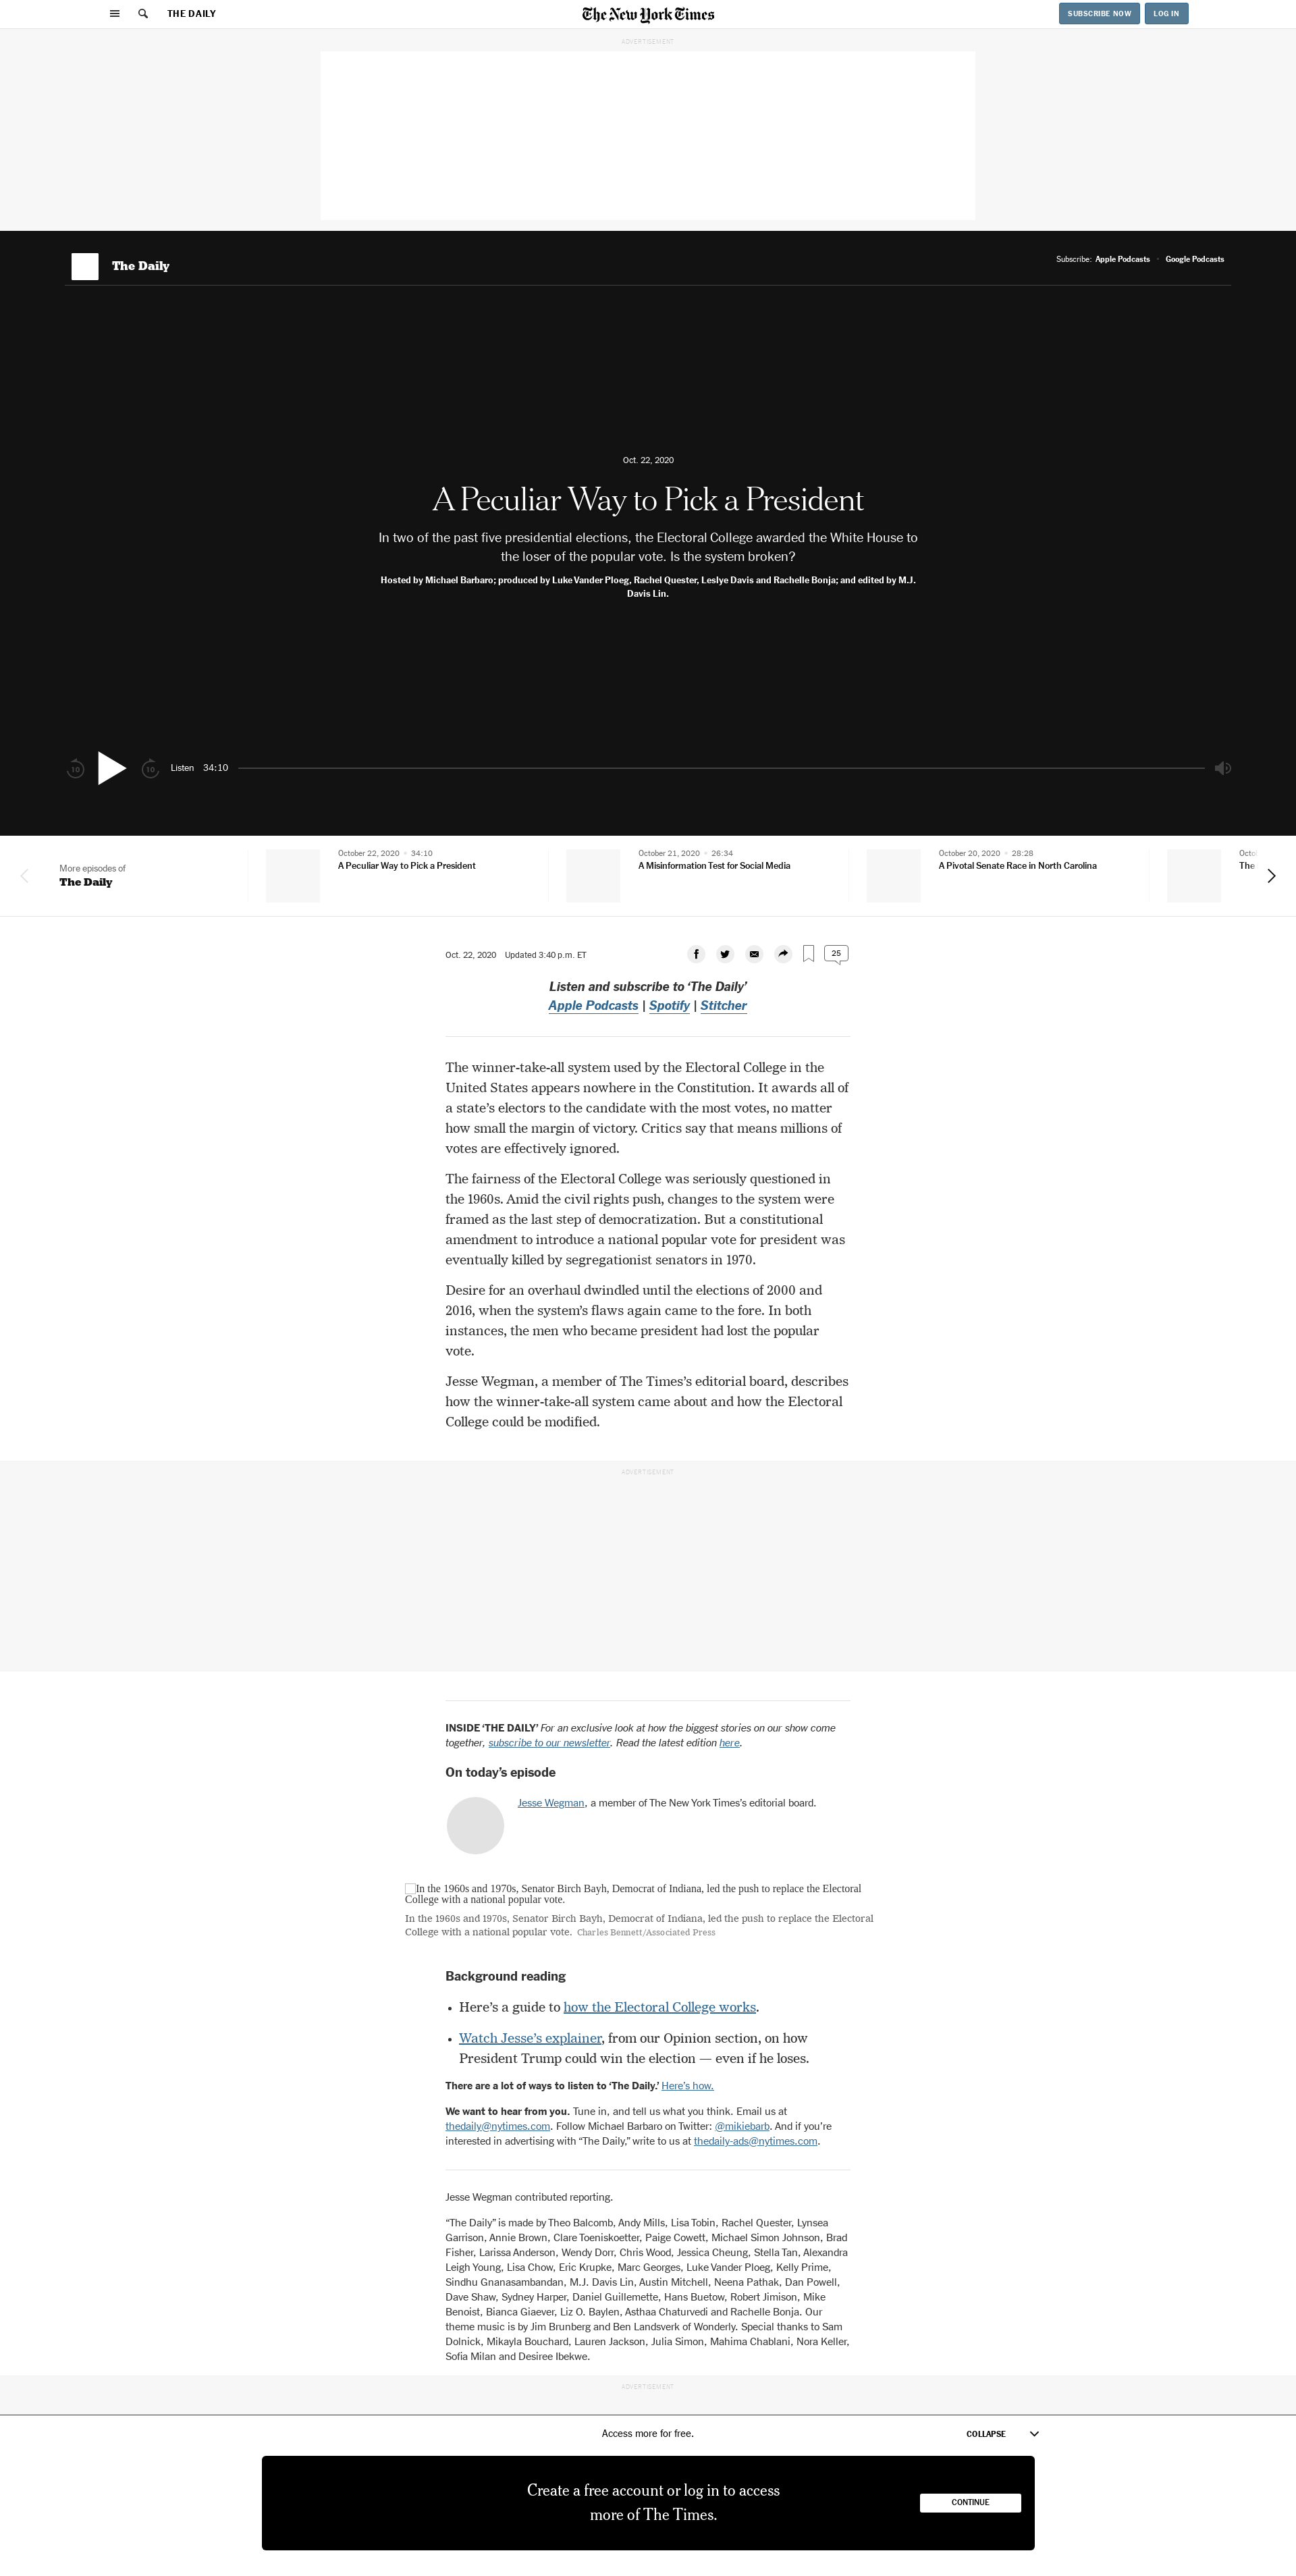 THE DAILY
The New York Times
SUBSCRIBE NOW
LOG IN
ADVERTISEMENT
The Daily
Subscribe: Apple Podcasts • Google Podcasts
Oct. 22, 2020
A Peculiar Way to Pick a President
In two of the past five presidential elections, the Electoral College awarded the White House to
the loser of the popular vote. Is the system broken?
Hosted by Michael Barbaro; produced by Luke Vander Ploeg, Rachel Quester, Leslye Davis and Rachelle Bonja; and edited by M.J.
Davis Lin.
10
10
Listen 34:10
More episodes of
The Daily
October 22, 2020 • 34:10
A Peculiar Way to Pick a President
October 21, 2020 • 26:34
A Misinformation Test for Social Media
October 20, 2020 • 28:28
A Pivotal Senate Race in North Carolina
The
Oct. 22, 2020 Updated 3:40 p.m. ET
25
Listen and subscribe to ‘The Daily’
Apple Podcasts | Spotify | Stitcher
The winner-take-all system used by the Electoral College in the
United States appears nowhere in the Constitution. It awards all of
a state’s electors to the candidate with the most votes, no matter
how small the margin of victory. Critics say that means millions of
votes are effectively ignored.
The fairness of the Electoral College was seriously questioned in
the 1960s. Amid the civil rights push, changes to the system were
framed as the last step of democratization. But a constitutional
amendment to introduce a national popular vote for president was
eventually killed by segregationist senators in 1970.
Desire for an overhaul dwindled until the elections of 2000 and
2016, when the system’s flaws again came to the fore. In both
instances, the men who became president had lost the popular
vote.
Jesse Wegman, a member of The Times’s editorial board, describes
how the winner-take-all system came about and how the Electoral
College could be modified.
ADVERTISEMENT
INSIDE ‘THE DAILY’ For an exclusive look at how the biggest stories on our show come
together, subscribe to our newsletter. Read the latest edition here.
On today’s episode
Jesse Wegman, a member of The New York Times’s editorial board.
In the 1960s and 1970s, Senator Birch Bayh, Democrat of Indiana, led the push to replace the Electoral
College with a national popular vote.
In the 1960s and 1970s, Senator Birch Bayh, Democrat of Indiana, led the push to replace the Electoral
College with a national popular vote. Charles Bennett/Associated Press
Background reading
• Here’s a guide to how the Electoral College works.
• Watch Jesse’s explainer, from our Opinion section, on how
President Trump could win the election — even if he loses.
There are a lot of ways to listen to ‘The Daily.’ Here’s how.
We want to hear from you. Tune in, and tell us what you think. Email us at
thedaily@nytimes.com. Follow Michael Barbaro on Twitter: @mikiebarb. And if you’re
interested in advertising with “The Daily,” write to us at thedaily-ads@nytimes.com.
Jesse Wegman contributed reporting.
“The Daily” is made by Theo Balcomb, Andy Mills, Lisa Tobin, Rachel Quester, Lynsea
Garrison, Annie Brown, Clare Toeniskoetter, Paige Cowett, Michael Simon Johnson, Brad
Fisher, Larissa Anderson, Wendy Dorr, Chris Wood, Jessica Cheung, Stella Tan, Alexandra
Leigh Young, Lisa Chow, Eric Krupke, Marc Georges, Luke Vander Ploeg, Kelly Prime,
Sindhu Gnanasambandan, M.J. Davis Lin, Austin Mitchell, Neena Pathak, Dan Powell,
Dave Shaw, Sydney Harper, Daniel Guillemette, Hans Buetow, Robert Jimison, Mike
Benoist, Bianca Giaever, Liz O. Baylen, Asthaa Chaturvedi and Rachelle Bonja. Our
theme music is by Jim Brunberg and Ben Landsverk of Wonderly. Special thanks to Sam
Dolnick, Mikayla Bouchard, Lauren Jackson, Julia Simon, Mahima Chablani, Nora Keller,
Sofia Milan and Desiree Ibekwe.
ADVERTISEMENT
Access more for free.
COLLAPSE
Create a free account or log in to access
more of The Times.
CONTINUE